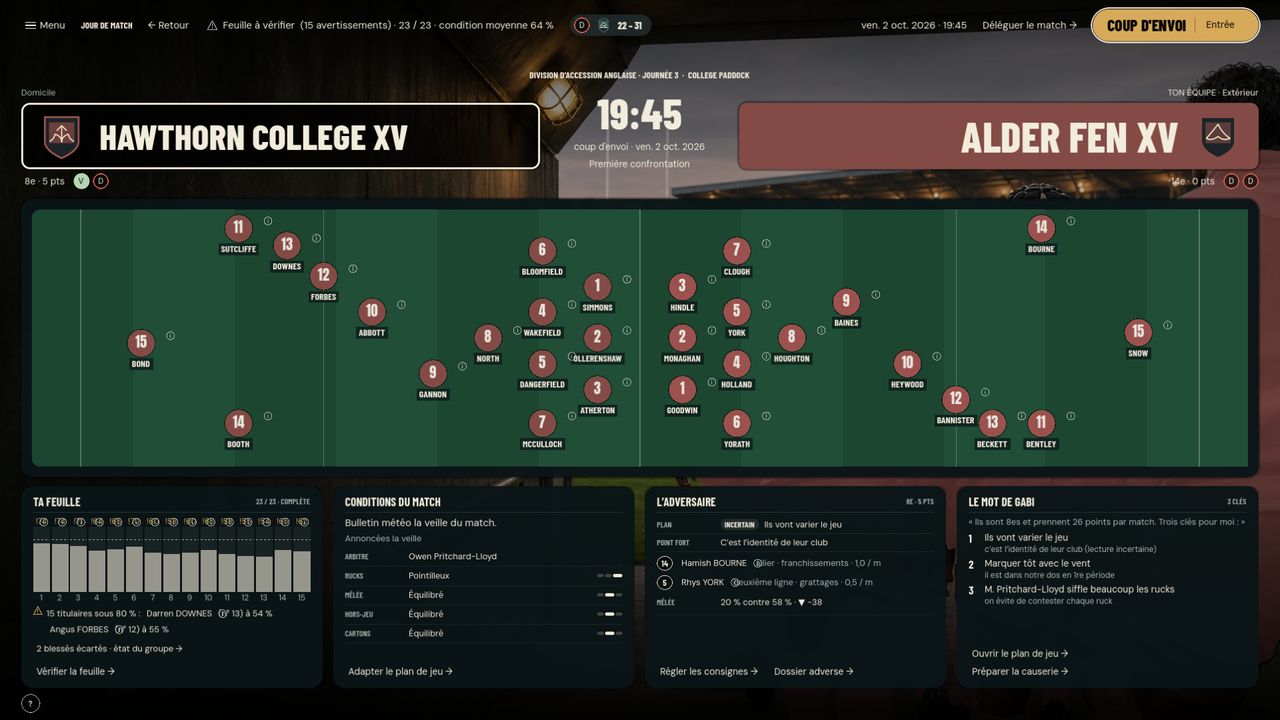 Menu
JOUR DE MATCH
← Retour
Feuille à vérifier (15 avertissements) · 23 / 23 · condition moyenne 64 %
D
22 – 31
ven. 2 oct. 2026 · 19:45
Déléguer le match →
COUP D'ENVOI
Entrée
DIVISION D'ACCESSION ANGLAISE · JOURNÉE 3 · COLLEGE PADDOCK
Domicile
TON ÉQUIPE · Extérieur
HAWTHORN COLLEGE XV
19:45
coup d'envoi · ven. 2 oct. 2026
Première confrontation
ALDER FEN XV
8e · 5 pts
V D
14e · 0 pts
D D
11
SUTCLIFFE
13
DOWNES
12
FORBES
10
ABBOTT
15
BOND
9
GANNON
14
BOOTH
8
NORTH
6
BLOOMFIELD
4
WAKEFIELD
5
DANGERFIELD
7
MCCULLOCH
1
SIMMONS
2
OLLERENSHAW
3
ATHERTON
3
HINDLE
2
MONAGHAN
1
GOODWIN
7
CLOUGH
5
YORK
4
HOLLAND
6
YORATH
8
HOUGHTON
9
BAINES
10
HEYWOOD
12
BANNISTER
13
BECKETT
11
BENTLEY
14
BOURNE
15
SNOW
TA FEUILLE
23 / 23 · COMPLÈTE
1 2 3 4 5 6 7 8 9 10 11 12 13 14 15
15 titulaires sous 80 % : Darren DOWNES (n° 13) à 54 %
Angus FORBES (n° 12) à 55 %
2 blessés écartés · état du groupe →
Vérifier la feuille →
CONDITIONS DU MATCH
Bulletin météo la veille du match.
Annoncées la veille
ARBITRE Owen Pritchard-Lloyd
RUCKS Pointilleux
MÊLÉE Équilibré
HORS-JEU Équilibré
CARTONS Équilibré
Adapter le plan de jeu →
L'ADVERSAIRE
8E · 5 PTS
PLAN INCERTAIN Ils vont varier le jeu
POINT FORT C'est l'identité de leur club
14 Hamish BOURNE Ailier · franchissements · 1,0 / m
5 Rhys YORK Deuxième ligne · grattages · 0,5 / m
MÊLÉE 20 % contre 58 % · ▼ −38
Régler les consignes →
Dossier adverse →
LE MOT DE GABI
3 CLÉS
« Ils sont 8es et prennent 26 points par match. Trois clés pour moi : »
1 Ils vont varier le jeu
c'est l'identité de leur club (lecture incertaine)
2 Marquer tôt avec le vent
il est dans notre dos en 1re période
3 M. Pritchard-Lloyd siffle beaucoup les rucks
on évite de contester chaque ruck
Ouvrir le plan de jeu →
Préparer la causerie →
?